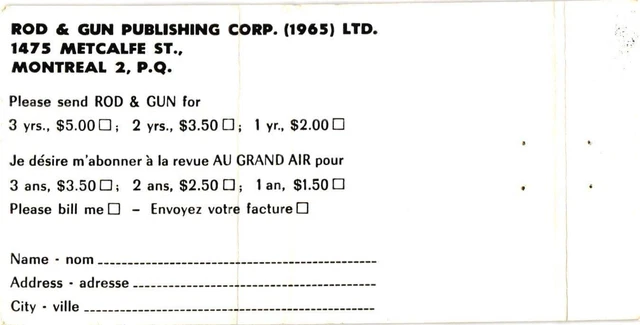 ROD & GUN PUBLISHING CORP. (1965) LTD.
1475 METCALFE ST.,
MONTREAL 2, P.Q.
Please send ROD & GUN for
3 yrs., $5.00 □; 2 yrs., $3.50 □; 1 yr., $2.00 □
Je désire m'abonner à la revue AU GRAND AIR pour
3 ans, $3.50 □; 2 ans, $2.50 □; 1 an, $1.50 □
Please bill me □ – Envoyez votre facture □
Name - nom
Address - adresse
City - ville